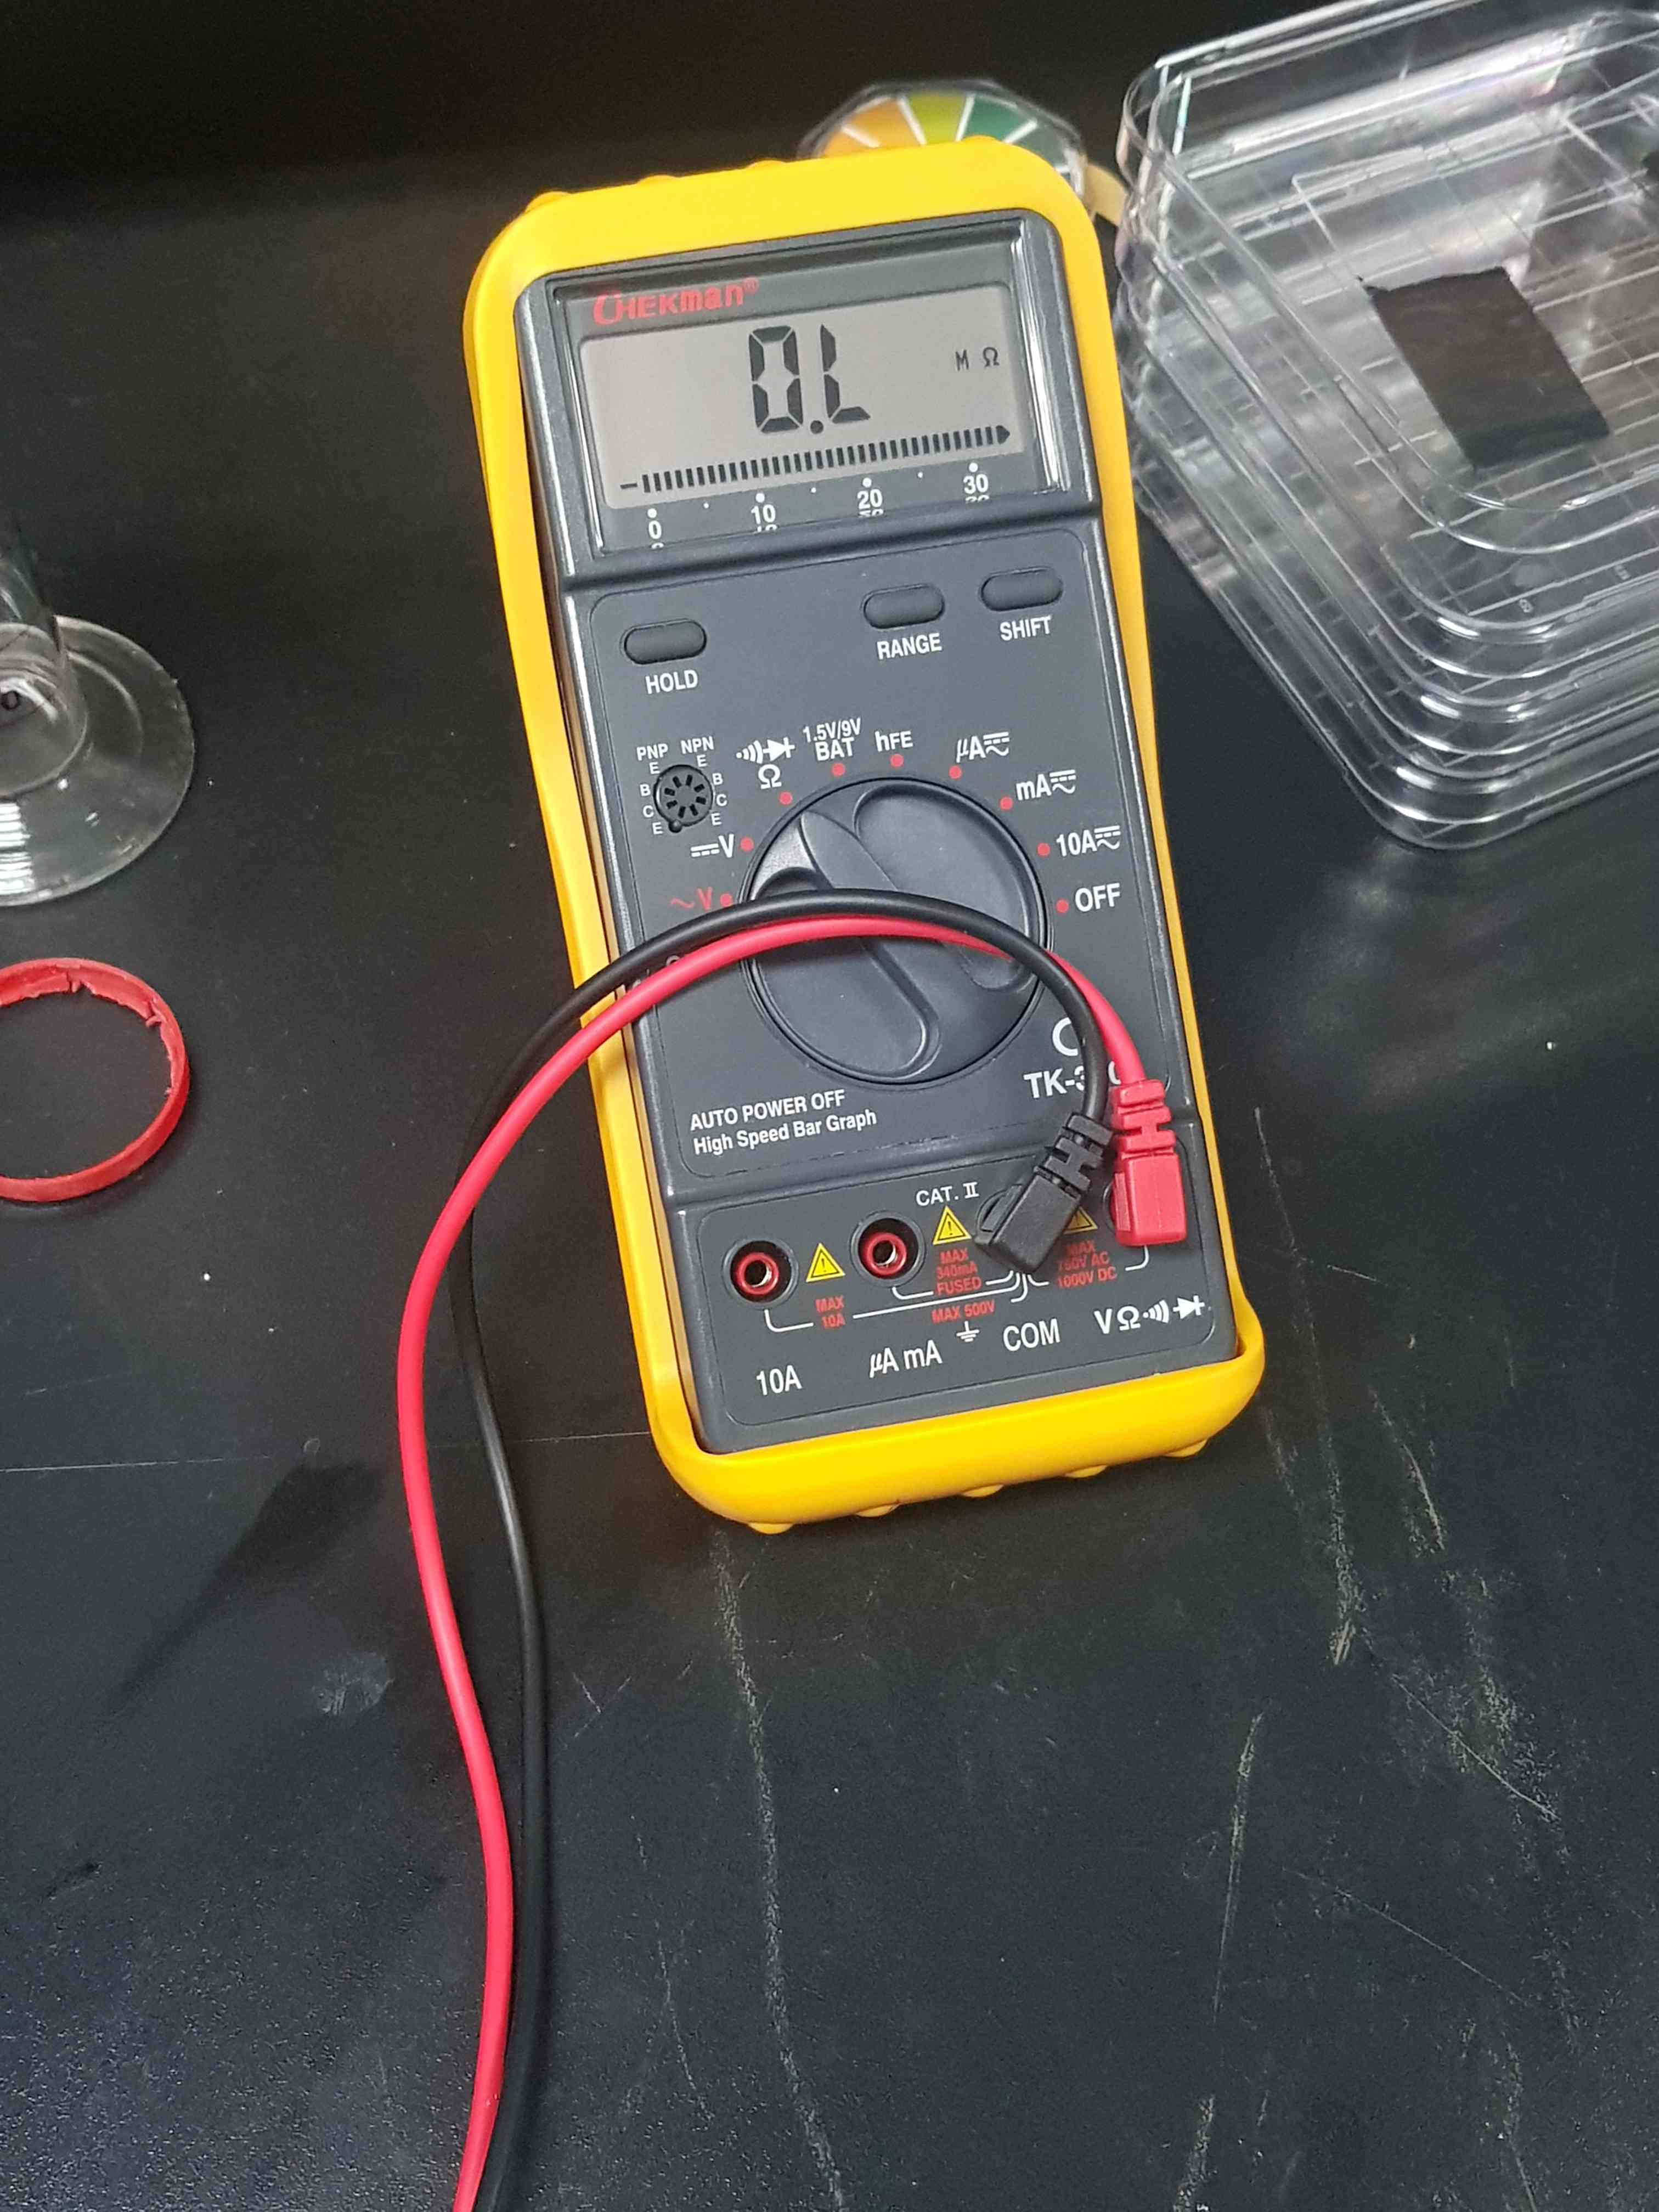 CHEKman®
0.L MΩ
0 10 20 30
HOLD
RANGE
SHIFT
PNP NPN
E E
B B
C C
E E
Ω
1.5V/9V
BAT
hFE
µA
mA
10A
OFF
V
~V
AUTO POWER OFF
High Speed Bar Graph
CAT. II
MAX
10A
MAX
340mA
FUSED
MAX 500V
MAX
750V AC
1000V DC
10A
µA mA
COM
VΩ